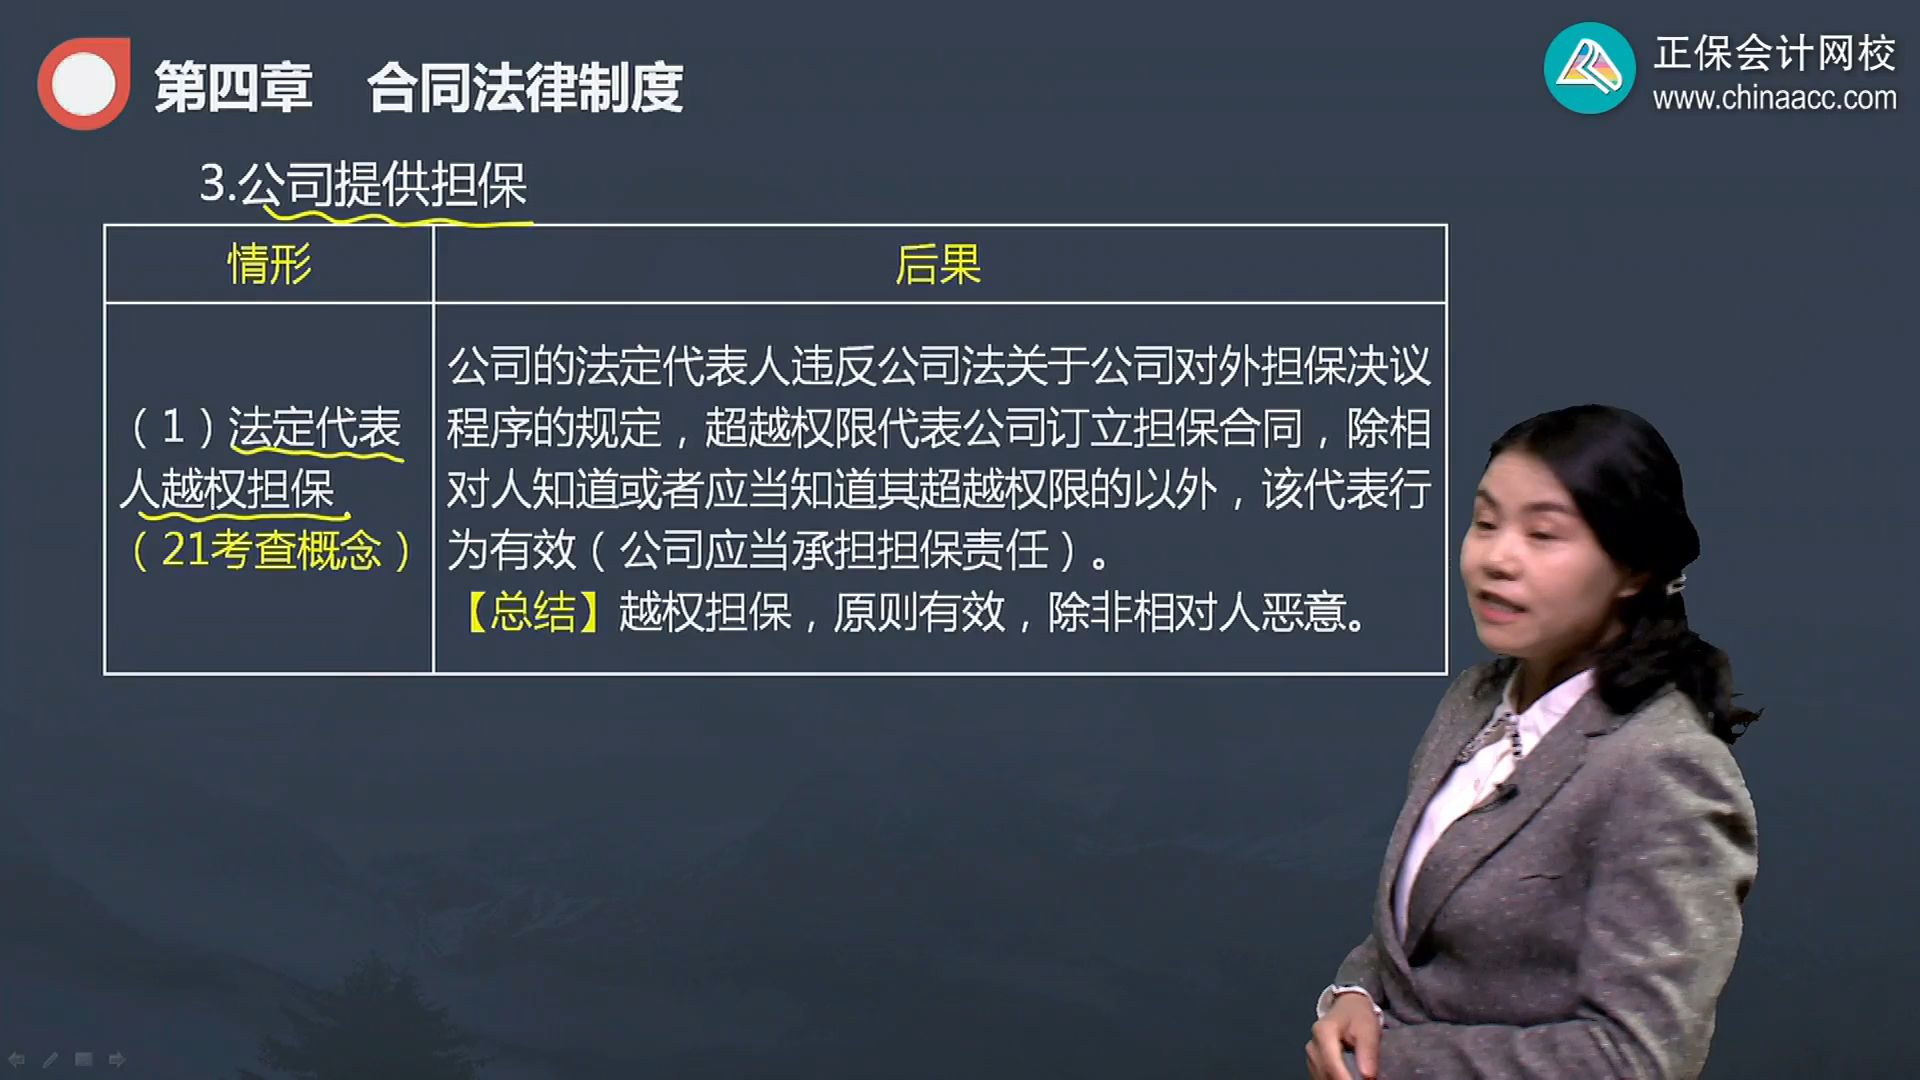 第四章 合同法律制度
正保会计网校
www.chinaacc.com
3.公司提供担保
情形
后果
（1）法定代表
人越权担保
（21考查概念）
公司的法定代表人违反公司法关于公司对外担保决议
程序的规定，超越权限代表公司订立担保合同，除相
对人知道或者应当知道其超越权限的以外，该代表行
为有效（公司应当承担担保责任）。
【总结】越权担保，原则有效，除非相对人恶意。